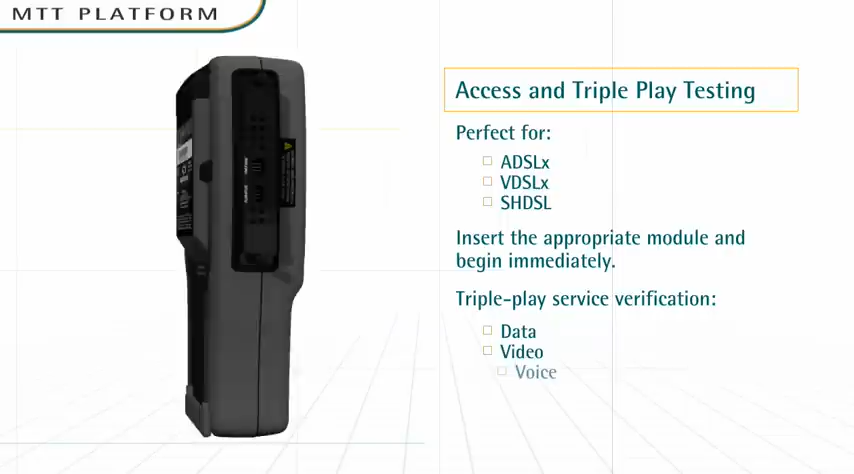 MTT PLATFORM
Access and Triple Play Testing
Perfect for:
ADSLx
VDSLx
SHDSL
Insert the appropriate module and
begin immediately.
Triple-play service verification:
Data
Video
Voice